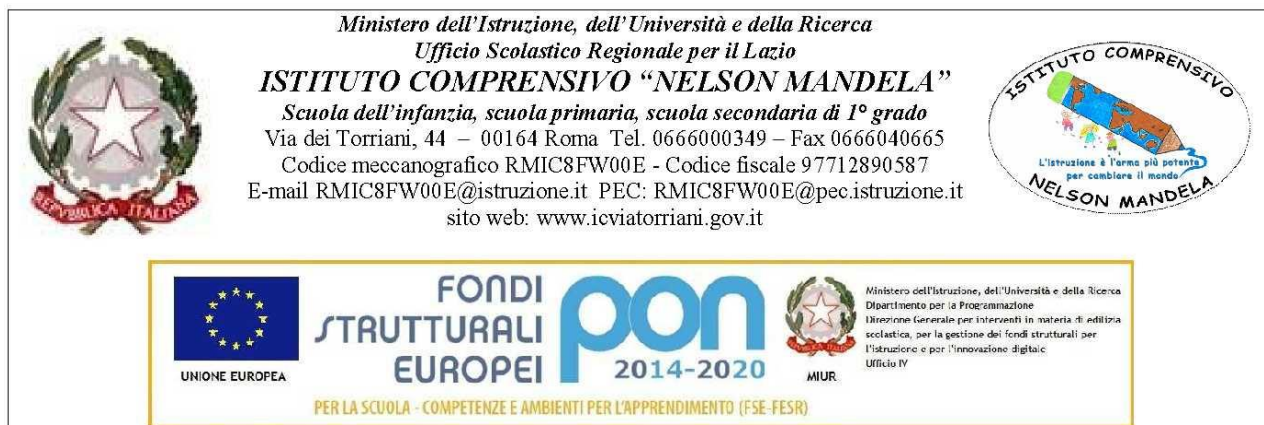 Ministero dell'Istruzione, dell'Università e della Ricerca
Ufficio Scolastico Regionale per il Lazio
ISTITUTO COMPRENSIVO "NELSON MANDELA"
Scuola dell'infanzia, scuola primaria, scuola secondaria di 1° grado
Via dei Torriani, 44 – 00164 Roma Tel. 0666000349 – Fax 0666040665
Codice meccanografico RMIC8FW00E - Codice fiscale 97712890587
E-mail RMIC8FW00E@istruzione.it PEC: RMIC8FW00E@pec.istruzione.it
sito web: www.icviatorriani.gov.it
REPVBBLICA ITALIANA
ISTITUTO COMPRENSIVO
L'istruzione è l'arma più potente
per cambiare il mondo
NELSON MANDELA
UNIONE EUROPEA
FONDI
STRUTTURALI
EUROPEI
pon
2014-2020
MIUR
Ministero dell'Istruzione, dell'Università e della Ricerca
Dipartimento per la Programmazione
Direzione Generale per interventi in materia di edilizia
scolastica, per la gestione dei fondi strutturali per
l'istruzione e per l'innovazione digitale
Ufficio IV
PER LA SCUOLA - COMPETENZE E AMBIENTI PER L'APPRENDIMENTO (FSE-FESR)